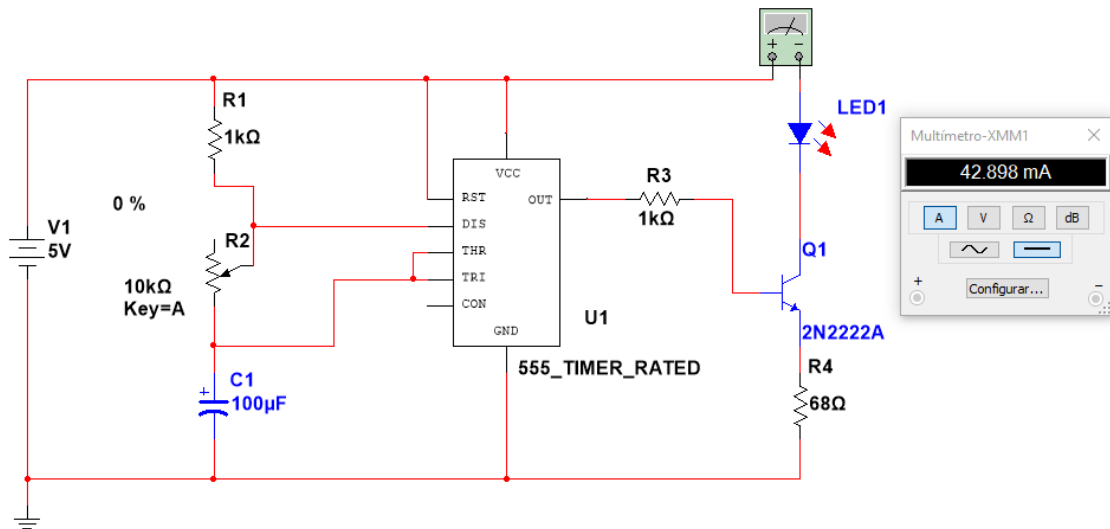 R1
1kΩ
0 %
V1
5V
R2
10kΩ
Key=A
C1
100µF
VCC
RST
OUT
DIS
THR
TRI
CON
GND
U1
555_TIMER_RATED
R3
1kΩ
+ −
LED1
Q1
2N2222A
R4
68Ω
Multímetro-XMM1
42.898 mA
A V Ω dB
+ Configurar... −